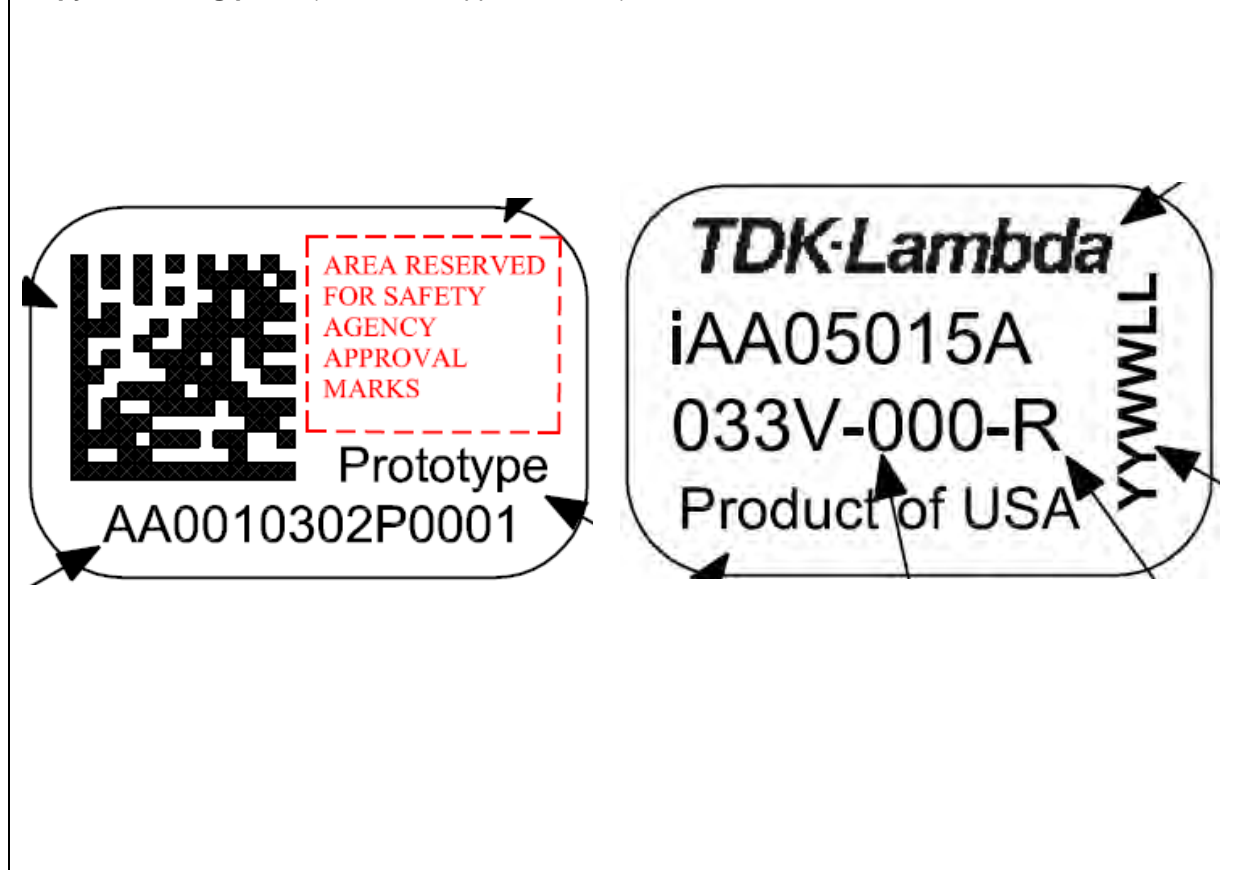 AREA RESERVED
FOR SAFETY
AGENCY
APPROVAL
MARKS
Prototype
AA0010302P0001
TDK·Lambda
iAA05015A
033V-000-R
Product of USA
YYWWLL